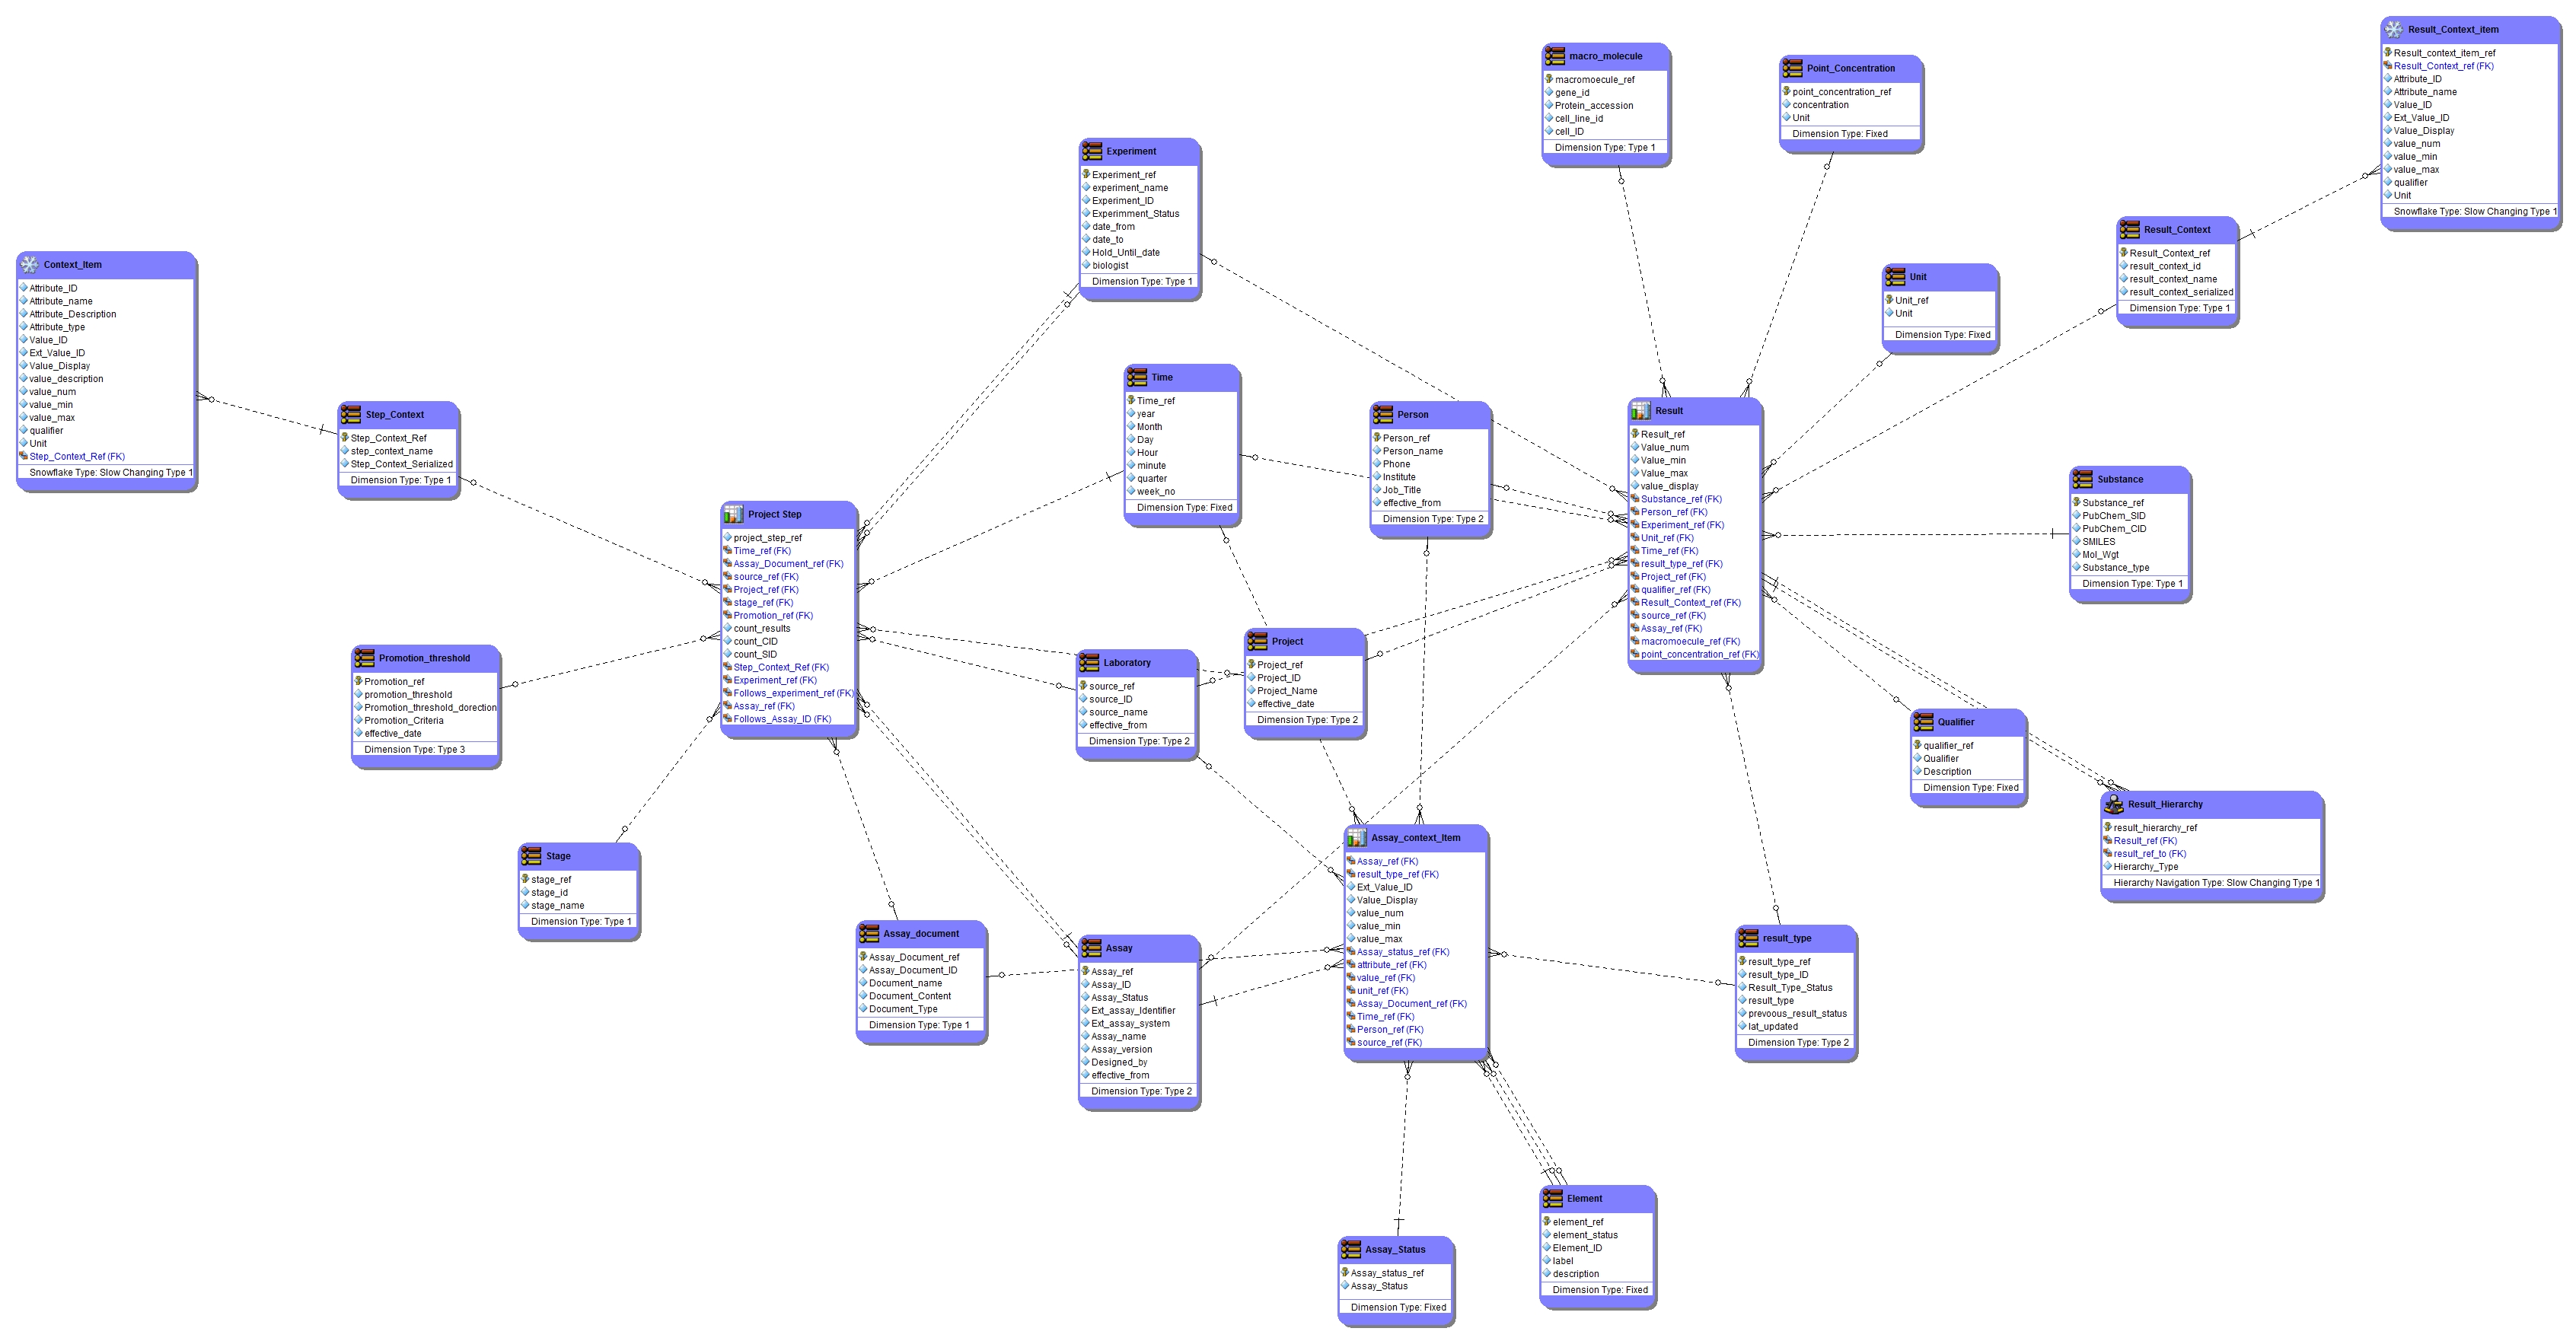 Result_Context_item
Result_context_item_ref
Result_Context_ref (FK)
Attribute_ID
Attribute_name
Value_ID
Ext_Value_ID
Value_Display
value_num
value_min
value_max
qualifier
Unit
Snowflake Type: Slow Changing Type 1
macro_molecule
macromoecule_ref
gene_id
Protein_accession
cell_line_id
cell_ID
Dimension Type: Type 1
Point_Concentration
point_concentration_ref
concentration
Unit
Dimension Type: Fixed
Experiment
Experiment_ref
experiment_name
Experiment_ID
Experimment_Status
date_from
date_to
Hold_Until_date
biologist
Dimension Type: Type 1
Result_Context
Result_Context_ref
result_context_id
result_context_name
result_context_serialized
Dimension Type: Type 1
Context_Item
Attribute_ID
Attribute_name
Attribute_Description
Attribute_type
Value_ID
Ext_Value_ID
Value_Display
value_description
value_num
value_min
value_max
qualifier
Unit
Step_Context_Ref (FK)
Snowflake Type: Slow Changing Type 1
Unit
Unit_ref
Unit
Dimension Type: Fixed
Time
Time_ref
year
Month
Day
Hour
minute
quarter
week_no
Dimension Type: Fixed
Step_Context
Step_Context_Ref
step_context_name
Step_Context_Serialized
Dimension Type: Type 1
Person
Person_ref
Person_name
Phone
Institute
Job_Title
effective_from
Dimension Type: Type 2
Result
Result_ref
Value_num
Value_min
Value_max
value_display
Substance_ref (FK)
Person_ref (FK)
Experiment_ref (FK)
Unit_ref (FK)
Time_ref (FK)
result_type_ref (FK)
Project_ref (FK)
qualifier_ref (FK)
Result_Context_ref (FK)
source_ref (FK)
Assay_ref (FK)
macromoecule_ref (FK)
point_concentration_ref (FK)
Substance
Substance_ref
PubChem_SID
PubChem_CID
SMILES
Mol_Wgt
Substance_type
Dimension Type: Type 1
Project Step
project_step_ref
Time_ref (FK)
Assay_Document_ref (FK)
source_ref (FK)
Project_ref (FK)
stage_ref (FK)
Promotion_ref (FK)
count_results
count_CID
count_SID
Step_Context_Ref (FK)
Experiment_ref (FK)
Follows_experiment_ref (FK)
Assay_ref (FK)
Follows_Assay_ID (FK)
Promotion_threshold
Promotion_ref
promotion_threshold
Promotion_threshold_dorection
Promotion_Criteria
effective_date
Dimension Type: Type 3
Laboratory
source_ref
source_ID
source_name
effective_from
Dimension Type: Type 2
Project
Project_ref
Project_ID
Project_Name
effective_date
Dimension Type: Type 2
Qualifier
qualifier_ref
Qualifier
Description
Dimension Type: Fixed
Result_Hierarchy
result_hierarchy_ref
Result_ref (FK)
result_ref_to (FK)
Hierarchy_Type
Hierarchy Navigation Type: Slow Changing Type 1
Stage
stage_ref
stage_id
stage_name
Dimension Type: Type 1
Assay_context_Item
Assay_ref (FK)
result_type_ref (FK)
Ext_Value_ID
Value_Display
value_num
value_min
value_max
Assay_status_ref (FK)
attribute_ref (FK)
value_ref (FK)
unit_ref (FK)
Assay_Document_ref (FK)
Time_ref (FK)
Person_ref (FK)
source_ref (FK)
Assay_document
Assay_Document_ref
Assay_Document_ID
Document_name
Document_Content
Document_Type
Dimension Type: Type 1
Assay
Assay_ref
Assay_ID
Assay_Status
Ext_assay_Identifier
Ext_assay_system
Assay_name
Assay_version
Designed_by
effective_from
Dimension Type: Type 2
result_type
result_type_ref
result_type_ID
Result_Type_Status
result_type
prevoous_result_status
lat_updated
Dimension Type: Type 2
Element
element_ref
element_status
Element_ID
label
description
Dimension Type: Fixed
Assay_Status
Assay_status_ref
Assay_Status
Dimension Type: Fixed